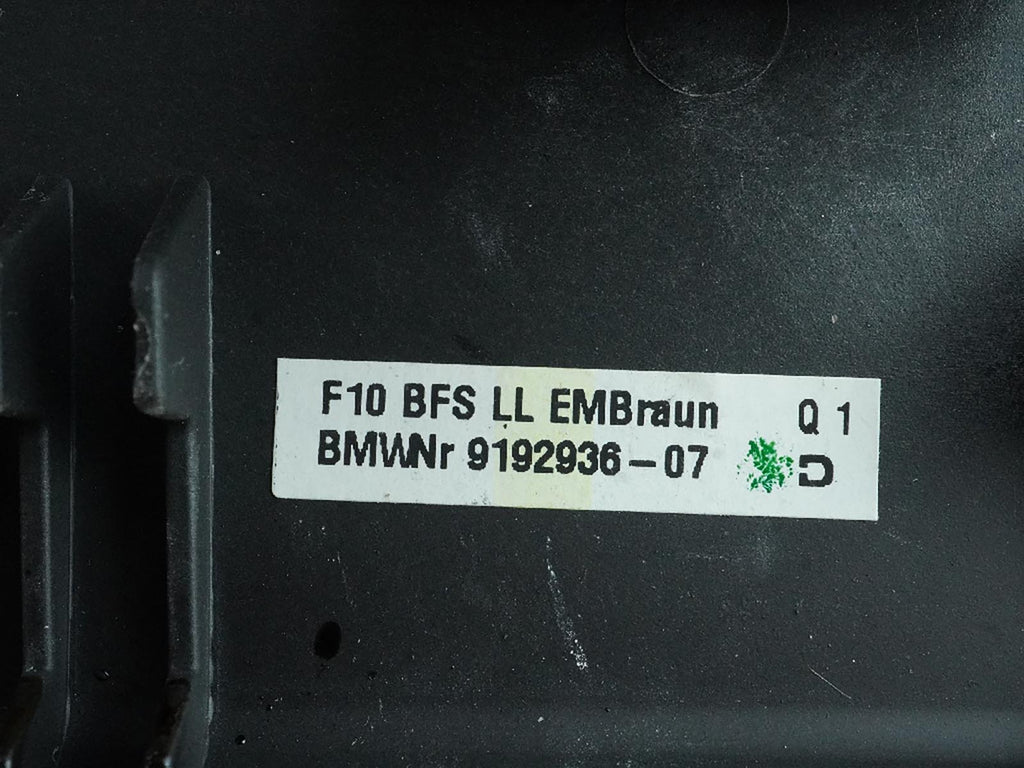 F10 BFS LL EMBraun Q 1
BMWNr 9192936-07 D